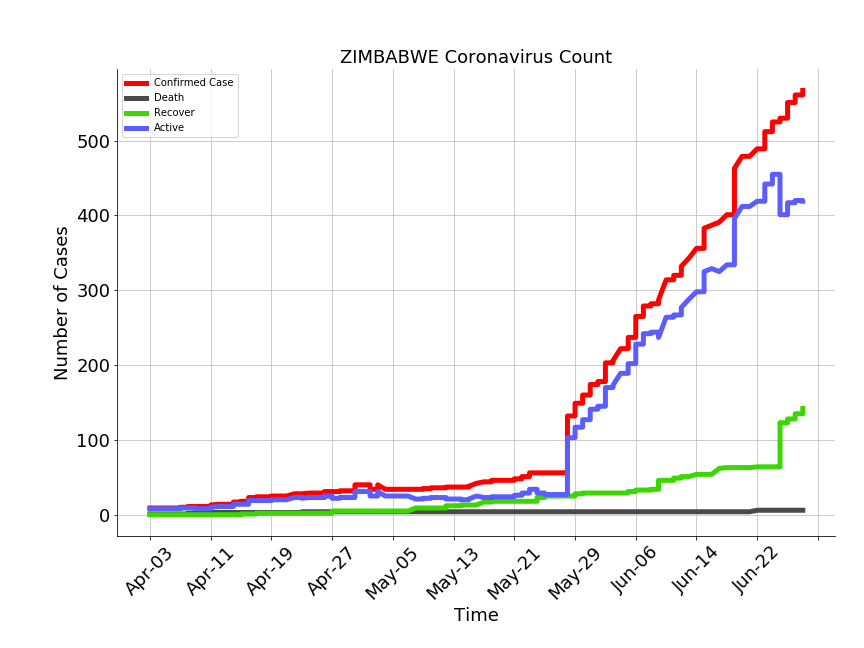 ZIMBABWE Coronavirus Count
Confirmed Case
Death
Recover
Active
Number of Cases
500
400
300
200
100
0
Apr-03
Apr-11
Apr-19
Apr-27
May-05
May-13
May-21
May-29
Jun-06
Jun-14
Jun-22
Time